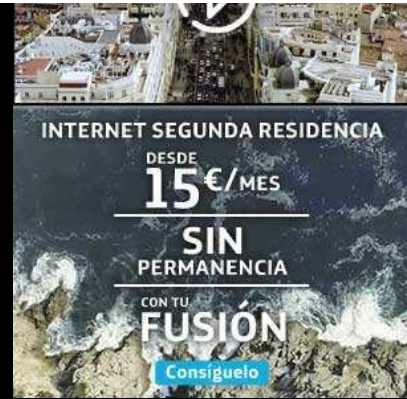 INTERNET SEGUNDA RESIDENCIA
DESDE
15€/MES
SIN
PERMANENCIA
CON TU
FUSIÓN
Consíguelo